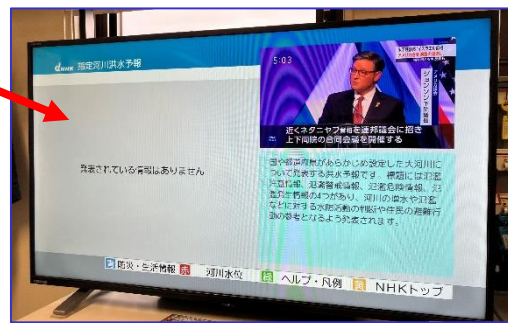 dNHK 指定河川洪水予報
発表されている情報はありません
5:03
ジョンソン下院議長
近くネタニヤフ首相を連邦議会に招き
上下両院の合同会議を開催する
国や都道府県があらかじめ設定した大河川に
ついて発表する洪水予報です。標題には氾濫
注意情報、氾濫警戒情報、氾濫危険情報、氾
濫発生情報の4つがあり、河川の増水や氾濫
などに対する水防活動の判断や住民の避難行
動の参考となるよう発表されます。
青 防災・生活情報 赤 河川水位 緑 ヘルプ・凡例 黄 NHKトップ